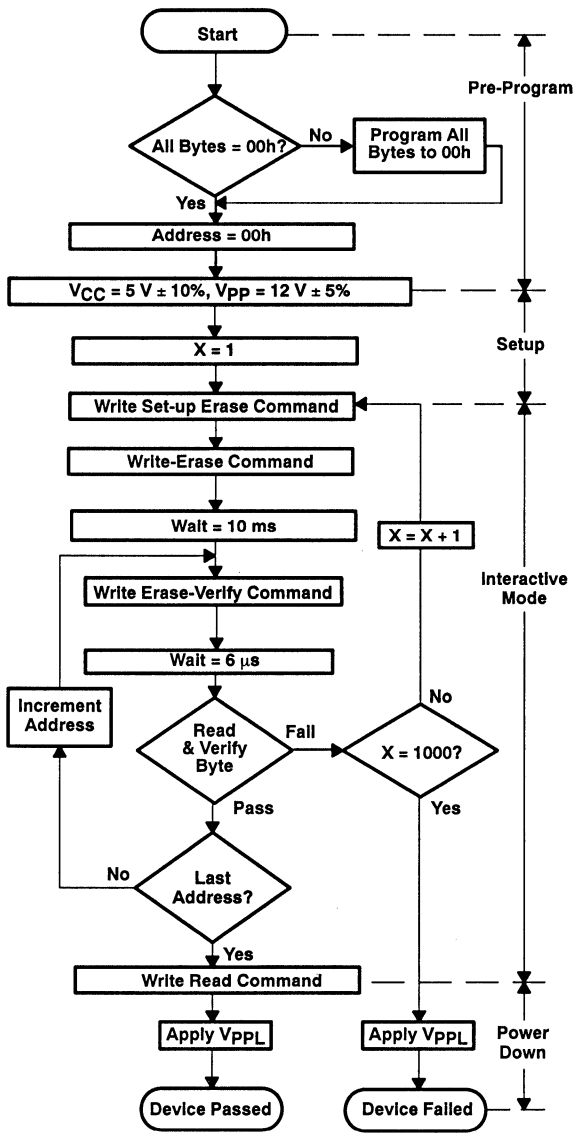 Start
Pre-Program
All Bytes = 00h?
No
Program All
Bytes to 00h
Yes
Address = 00h
VCC = 5 V ± 10%, VPP = 12 V ± 5%
Setup
X = 1
Write Set-up Erase Command
Write-Erase Command
Wait = 10 ms
X = X + 1
Interactive
Mode
Write Erase-Verify Command
Wait = 6 μs
Increment
Address
Read
& Verify
Byte
Fail
No
X = 1000?
Pass
Yes
No
Last
Address?
Yes
Write Read Command
Apply VPPL
Apply VPPL
Power
Down
Device Passed
Device Failed